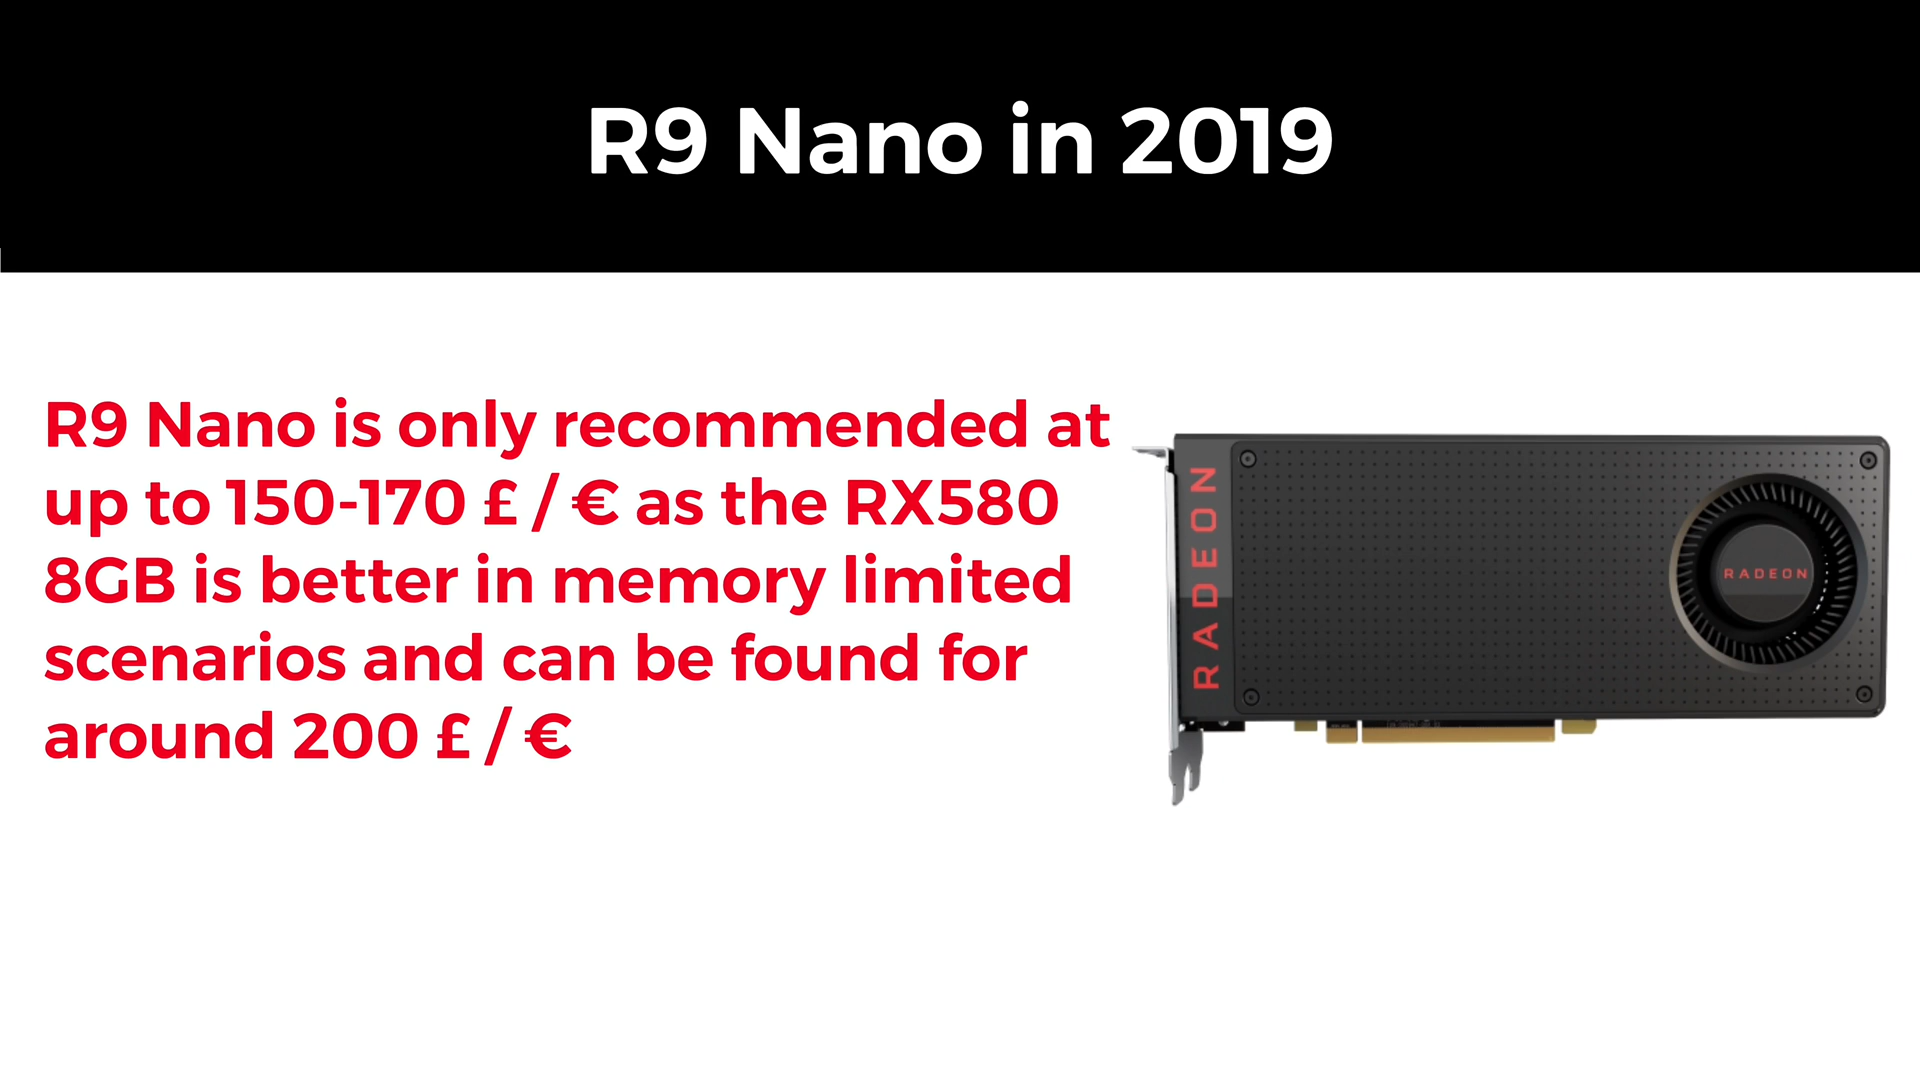 R9 Nano in 2019
R9 Nano is only recommended at
up to 150-170 £ / € as the RX580
8GB is better in memory limited
scenarios and can be found for
around 200 £ / €
RADEON
RADEON